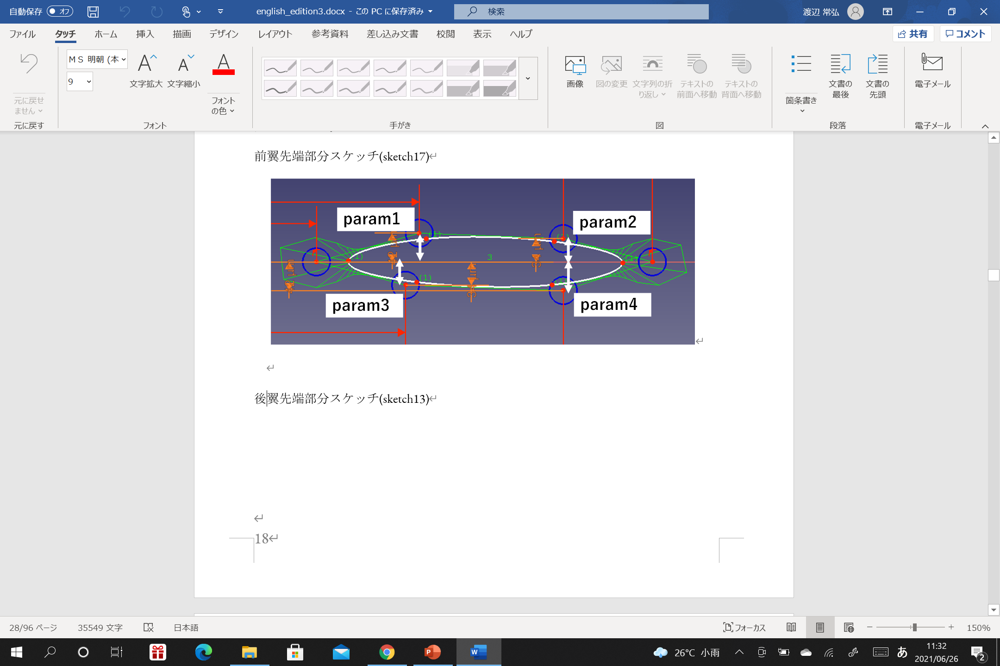 自動保存 オフ
english_edition3.docx - この PC に保存済み
検索
渡辺 常弘
ファイル タッチ ホーム 挿入 描画 デザイン レイアウト 参考資料 差し込み文書 校閲 表示 ヘルプ
共有 コメント
元に戻せ
ません
元に戻す
ＭＳ 明朝 (本
9
文字拡大 文字縮小
フォント
の色
フォント
手がき
画像
図の変更
文字列の折
り返し
テキストの
前面へ移動
テキストの
背面へ移動
図
箇条書き
文書の
最後
文書の
先頭
段落
電子メール
電子メール
前翼先端部分スケッチ(sketch17)↵
param1
param2
(1)
(1)
3
(1)
(1)
param3
param4
↵
↵
後翼先端部分スケッチ(sketch13)↵
↵
18↵
28/96 ページ 35549 文字 日本語
フォーカス
150%
26°C 小雨
あ
11:32
2021/06/26
2